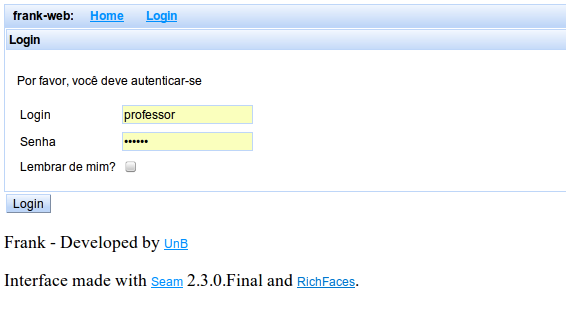 frank-web: Home Login
Login
Por favor, você deve autenticar-se
Login professor
Senha ••••••
Lembrar de mim?
Login
Frank - Developed by UnB
Interface made with Seam 2.3.0.Final and RichFaces.